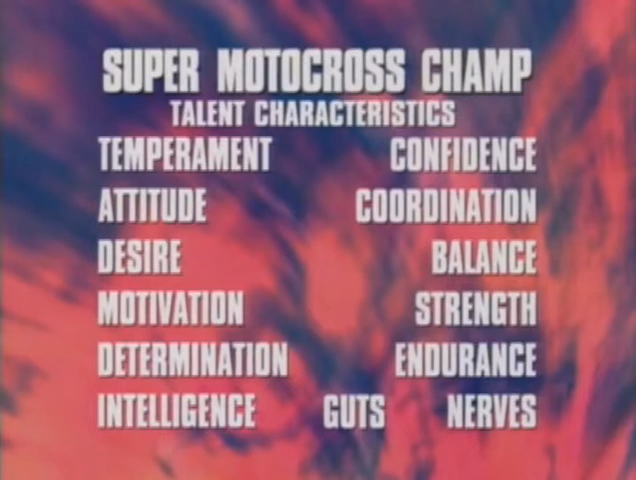 SUPER MOTOCROSS CHAMP
TALENT CHARACTERISTICS
TEMPERAMENT CONFIDENCE
ATTITUDE COORDINATION
DESIRE BALANCE
MOTIVATION STRENGTH
DETERMINATION ENDURANCE
INTELLIGENCE GUTS NERVES